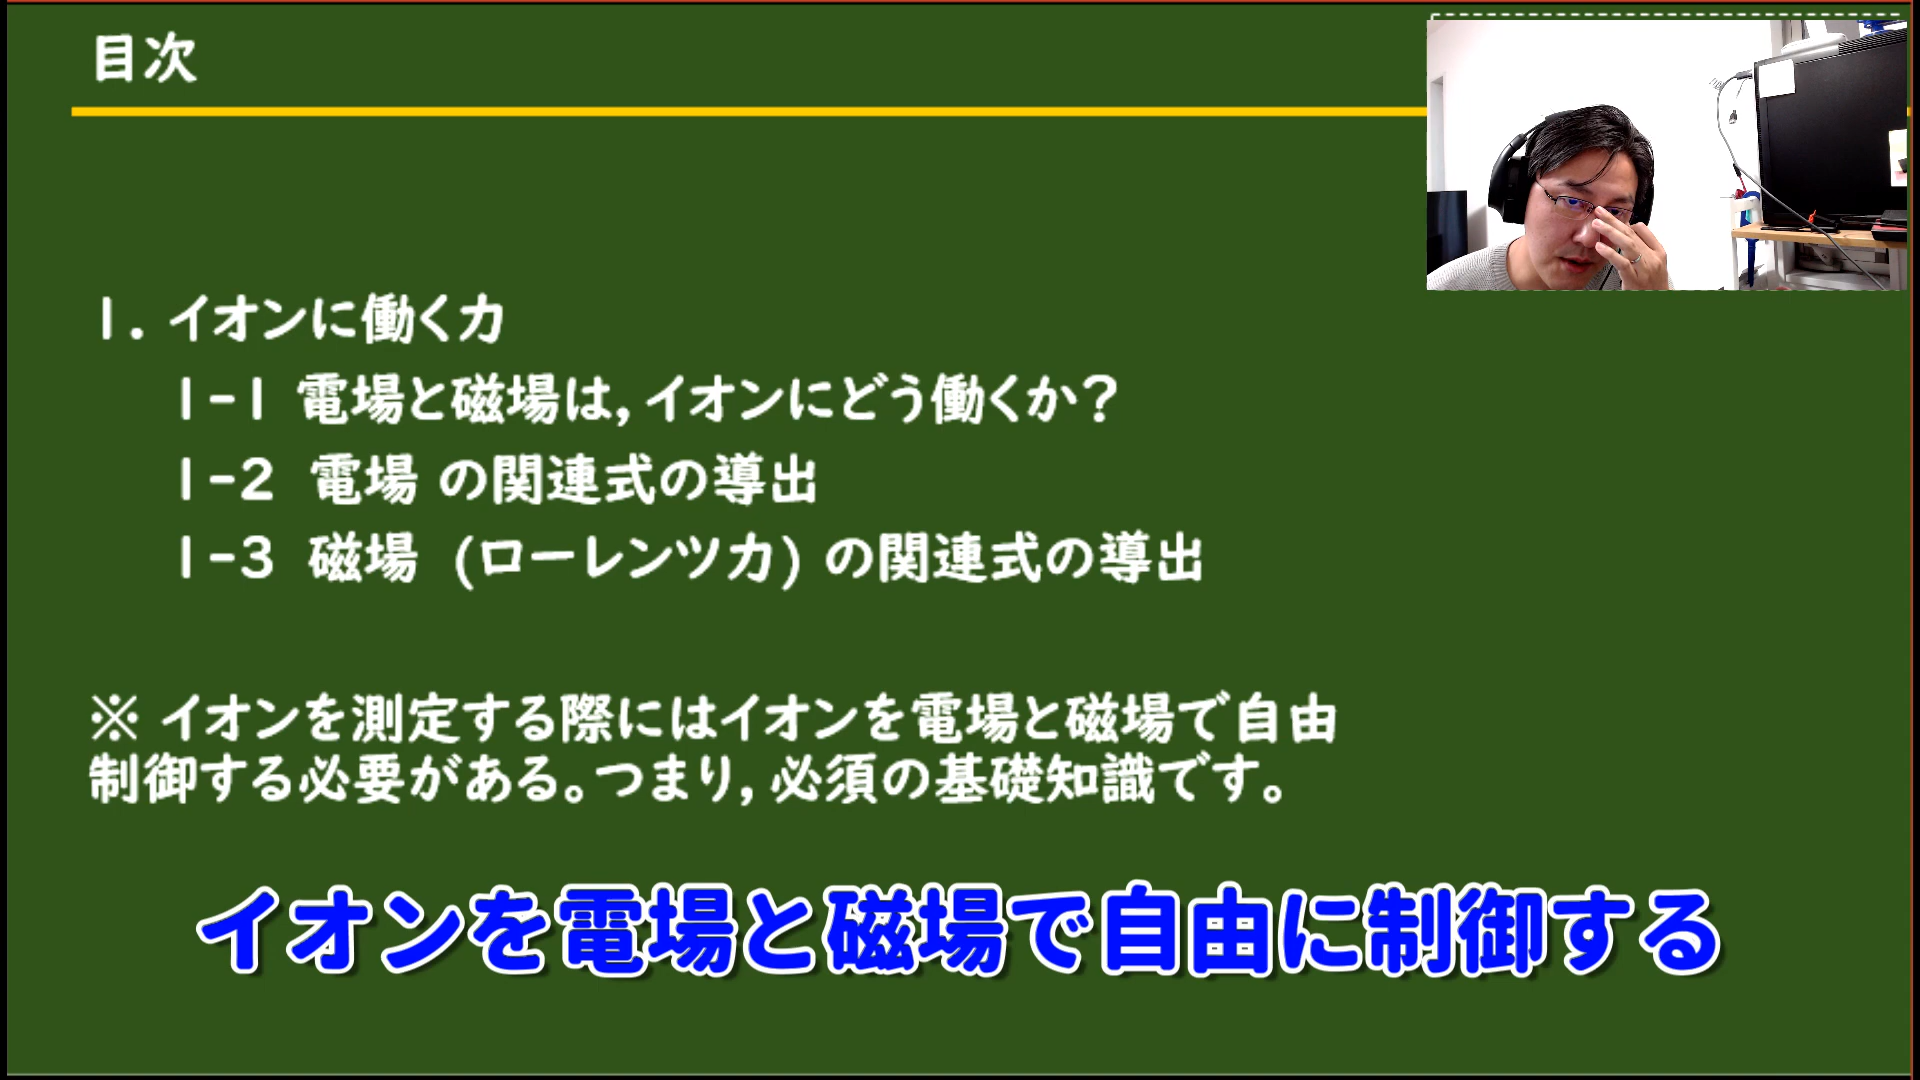 目次
1. イオンに働く力
1-1 電場と磁場は, イオンにどう働くか?
1-2 電場 の関連式の導出
1-3 磁場 (ローレンツ力) の関連式の導出
※ イオンを測定する際にはイオンを電場と磁場で自由
制御する必要がある。つまり, 必須の基礎知識です。
イオンを電場と磁場で自由に制御する